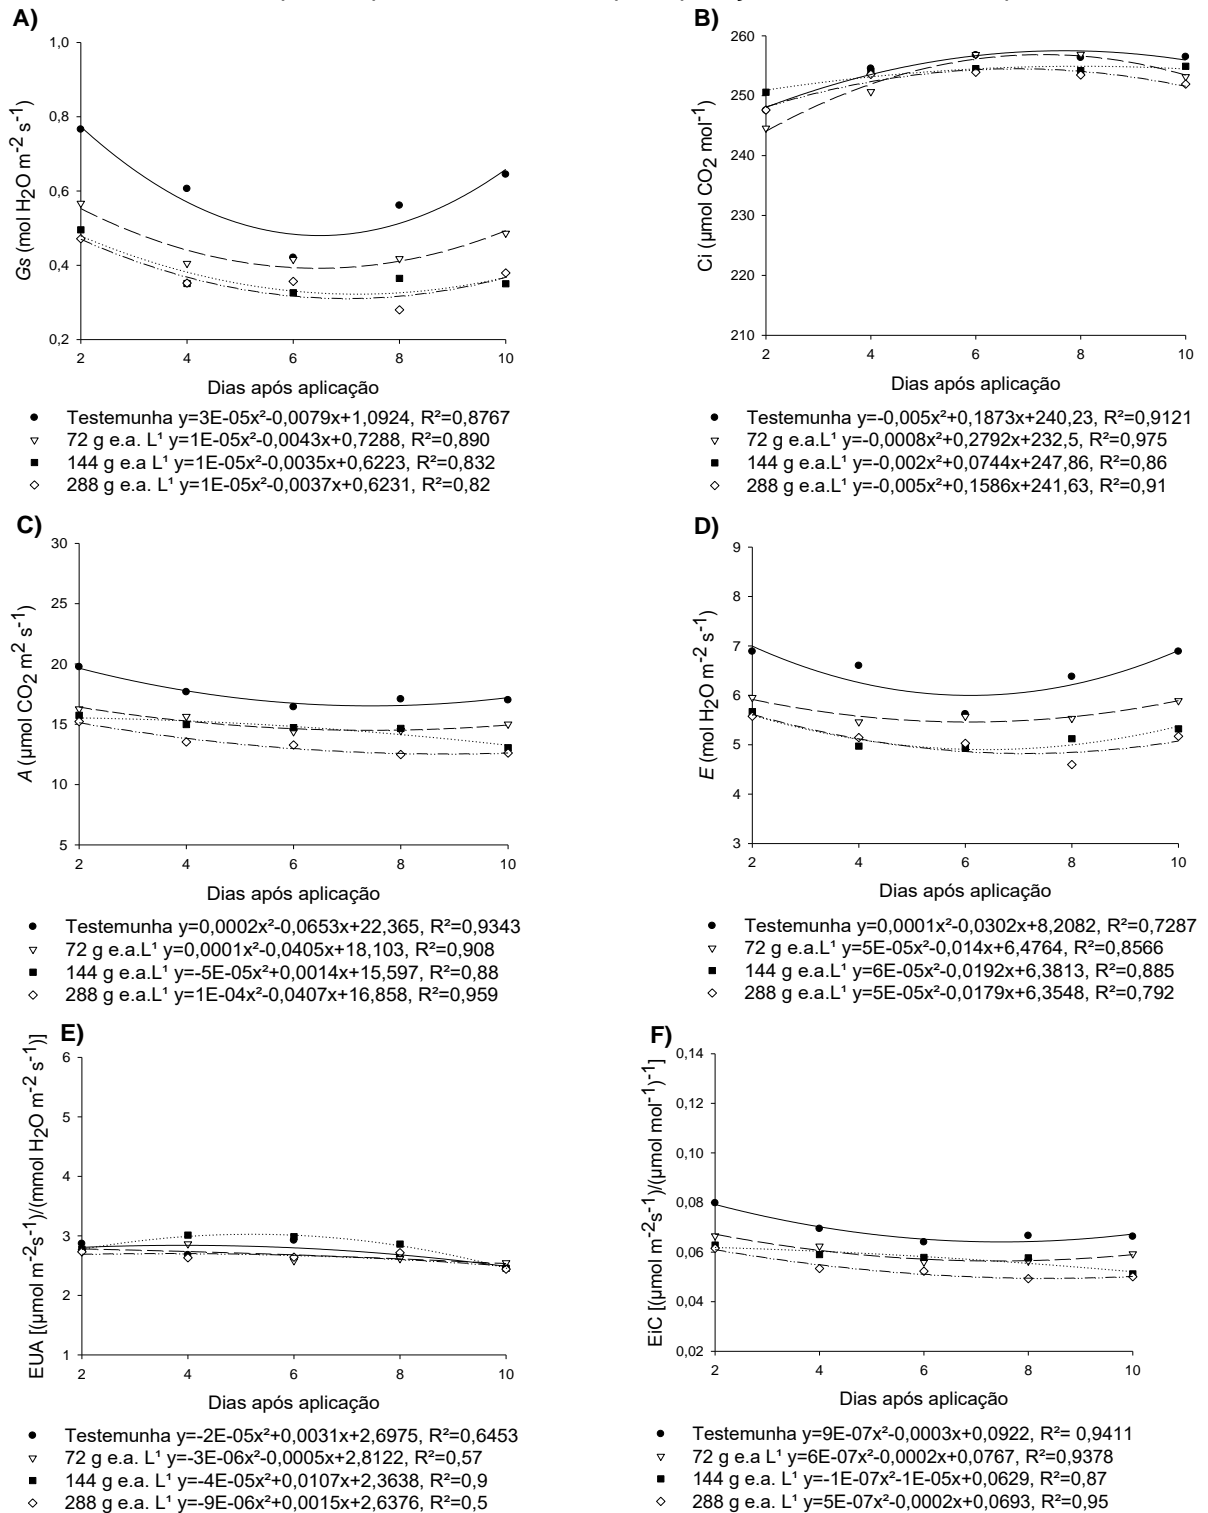 A)
Gs (mol H₂O m⁻² s⁻¹)
1,0
0,8
0,6
0,4
0,2
2 4 6 8 10
Dias após aplicação
Testemunha y=3E-05x²-0,0079x+1,0924, R²=0,8767
72 g e.a. L¹ y=1E-05x²-0,0043x+0,7288, R²=0,890
144 g e.a L¹ y=1E-05x²-0,0035x+0,6223, R²=0,832
288 g e.a. L¹ y=1E-05x²-0,0037x+0,6231, R²=0,82
B)
Ci (µmol CO₂ mol⁻¹)
260
250
240
230
220
210
2 4 6 8 10
Dias após aplicação
Testemunha y=-0,005x²+0,1873x+240,23, R²=0,9121
72 g e.a.L¹ y=-0,0008x²+0,2792x+232,5, R²=0,975
144 g e.a.L¹ y=-0,002x²+0,0744x+247,86, R²=0,86
288 g e.a.L¹ y=-0,005x²+0,1586x+241,63, R²=0,91
C)
A (µmol CO₂ m² s⁻¹)
30
25
20
15
10
5
2 4 6 8 10
Dias após aplicação
Testemunha y=0,0002x²-0,0653x+22,365, R²=0,9343
72 g e.a.L¹ y=0,0001x²-0,0405x+18,103, R²=0,908
144 g e.a.L¹ y=-5E-05x²+0,0014x+15,597, R²=0,88
288 g e.a.L¹ y=1E-04x²-0,0407x+16,858, R²=0,959
D)
E (mol H₂O m⁻² s⁻¹)
9
8
7
6
5
4
3
2 4 6 8 10
Dias após aplicação
Testemunha y=0,0001x²-0,0302x+8,2082, R²=0,7287
72 g e.a.L¹ y=5E-05x²-0,014x+6,4764, R²=0,8566
144 g e.a.L¹ y=6E-05x²-0,0192x+6,3813, R²=0,885
288 g e.a.L¹ y=5E-05x²-0,0179x+6,3548, R²=0,792
E)
EUA [(µmol m⁻²s⁻¹)/(mmol H₂O m⁻² s⁻¹)]
6
5
4
3
2
1
2 4 6 8 10
Dias após aplicação
Testemunha y=-2E-05x²+0,0031x+2,6975, R²=0,6453
72 g e.a. L¹ y=-3E-06x²-0,0005x+2,8122, R²=0,57
144 g e.a. L¹ y=-4E-05x²+0,0107x+2,3638, R²=0,9
288 g e.a. L¹ y=-9E-06x²+0,0015x+2,6376, R²=0,5
F)
EiC [(µmol m⁻²s⁻¹)/(µmol mol⁻¹)⁻¹]
0,14
0,12
0,10
0,08
0,06
0,04
0,02
2 4 6 8 10
Dias após aplicação
Testemunha y=9E-07x²-0,0003x+0,0922, R²= 0,9411
72 g e.a L¹ y=6E-07x²-0,0002x+0,0767, R²=0,9378
144 g e.a. L¹ y=-1E-07x²-1E-05x+0,0629, R²=0,87
288 g e.a. L¹ y=5E-07x²-0,0002x+0,0693, R²=0,95